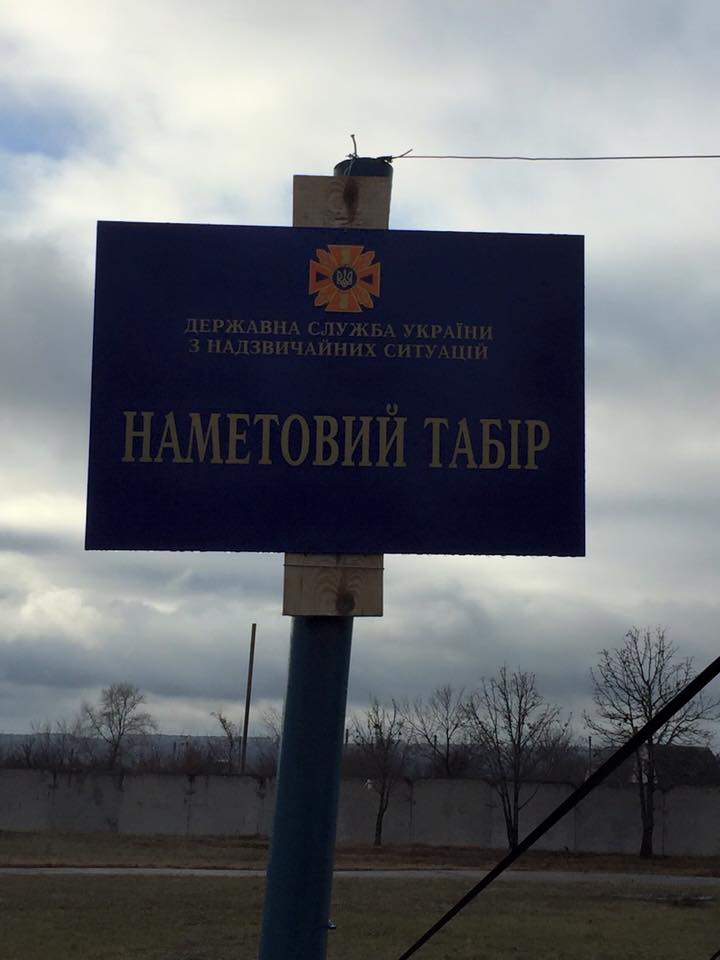 ДЕРЖАВНА СЛУЖБА УКРАЇНИ
З НАДЗВИЧАЙНИХ СИТУАЦІЙ
НАМЕТОВИЙ ТАБІР